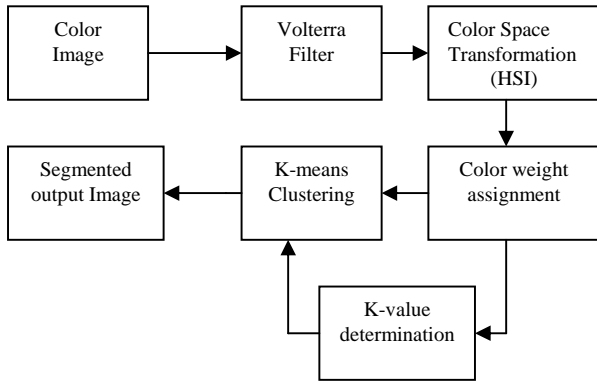 Color
Image
Volterra
Filter
Color Space
Transformation
(HSI)
Segmented
output Image
K-means
Clustering
Color weight
assignment
K-value
determination